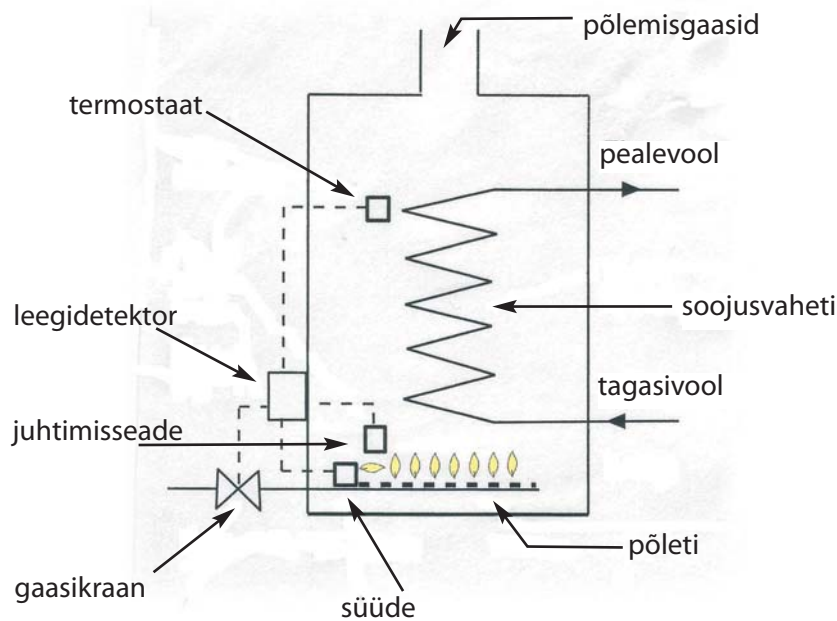 põlemisgaasid
termostaat
pealevool
leegidetektor
soojusvaheti
tagasivool
juhtimisseade
põleti
gaasikraan
süüde